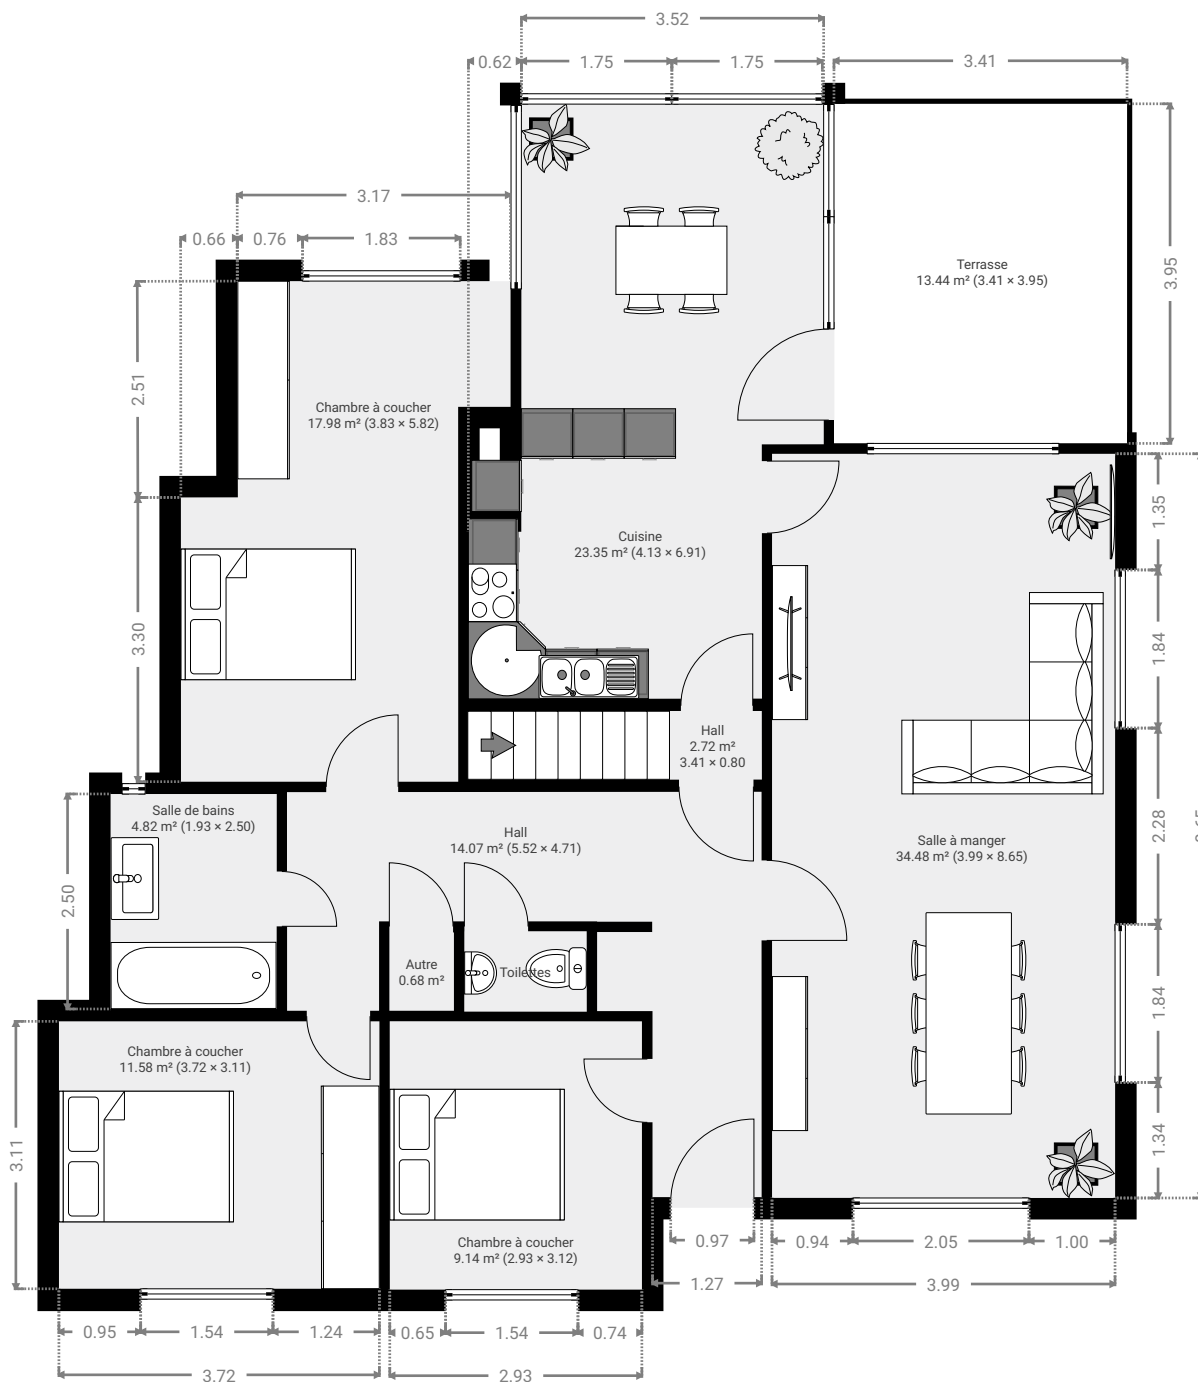 3.52
0.62
1.75
1.75
3.41
3.17
0.66
0.76
1.83
Terrasse
13.44 m² (3.41 × 3.95)
3.95
2.51
Chambre à coucher
17.98 m² (3.83 × 5.82)
1.35
Cuisine
23.35 m² (4.13 × 6.91)
3.30
1.84
Hall
2.72 m²
3.41 × 0.80
Salle de bains
4.82 m² (1.93 × 2.50)
Hall
14.07 m² (5.52 × 4.71)
Salle à manger
34.48 m² (3.99 × 8.65)
2.28
2.50
Autre
0.68 m²
Toilettes
1.84
Chambre à coucher
11.58 m² (3.72 × 3.11)
3.11
1.34
Chambre à coucher
9.14 m² (2.93 × 3.12)
0.97
0.94
2.05
1.00
1.27
3.99
0.95
1.54
1.24
0.65
1.54
0.74
3.72
2.93